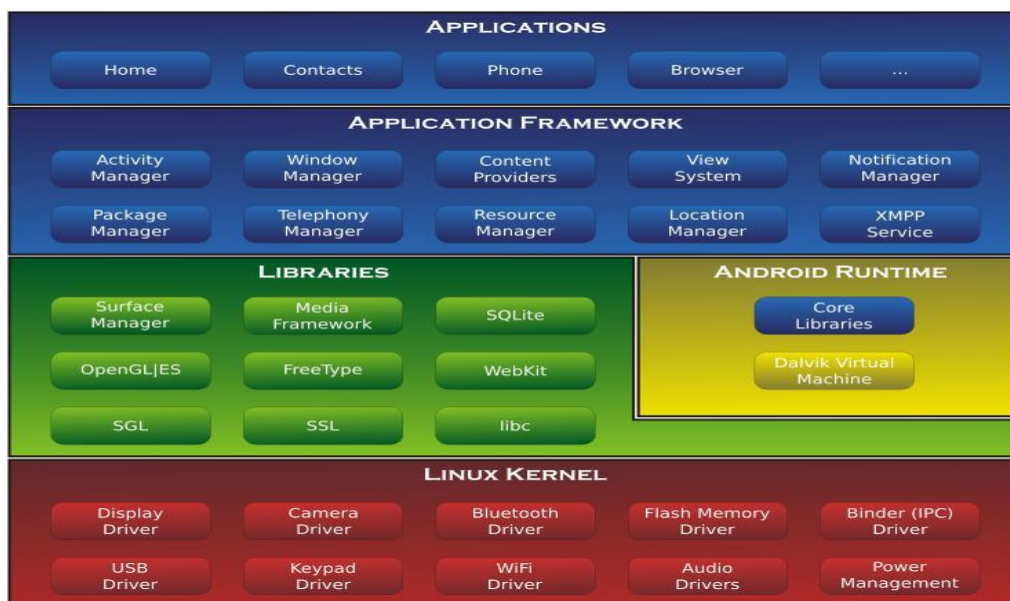 APPLICATIONS
Home
Contacts
Phone
Browser
...
APPLICATION FRAMEWORK
Activity
Manager
Window
Manager
Content
Providers
View
System
Notification
Manager
Package
Manager
Telephony
Manager
Resource
Manager
Location
Manager
XMPP
Service
LIBRARIES
Surface
Manager
Media
Framework
SQLite
OpenGL|ES
FreeType
WebKit
SGL
SSL
libc
ANDROID RUNTIME
Core
Libraries
Dalvik Virtual
Machine
LINUX KERNEL
Display
Driver
Camera
Driver
Bluetooth
Driver
Flash Memory
Driver
Binder (IPC)
Driver
USB
Driver
Keypad
Driver
WiFi
Driver
Audio
Drivers
Power
Management